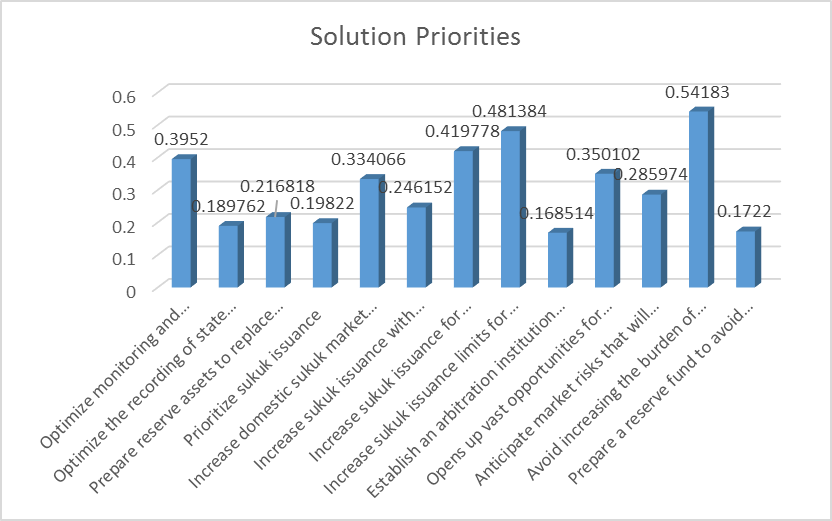 Solution Priorities
0.6
0.5
0.4
0.3
0.2
0.1
0
0.3952
0.189762
0.216818
0.19822
0.334066
0.246152
0.419778
0.481384
0.168514
0.350102
0.285974
0.54183
0.1722
Optimize monitoring and...
Optimize the recording of state...
Prepare reserve assets to replace...
Prioritize sukuk issuance
Increase domestic sukuk market...
Increase sukuk issuance with...
Increase sukuk issuance for...
Increase sukuk issuance limits for...
Establish an arbitration institution...
Opens up vast opportunities for...
Anticipate market risks that will...
Avoid increasing the burden of...
Prepare a reserve fund to avoid...